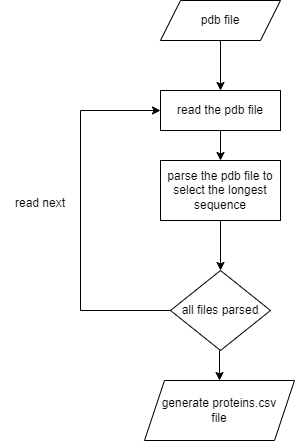 pdb file
read the pdb file
parse the pdb file to
select the longest
sequence
read next
all files parsed
generate proteins.csv
file